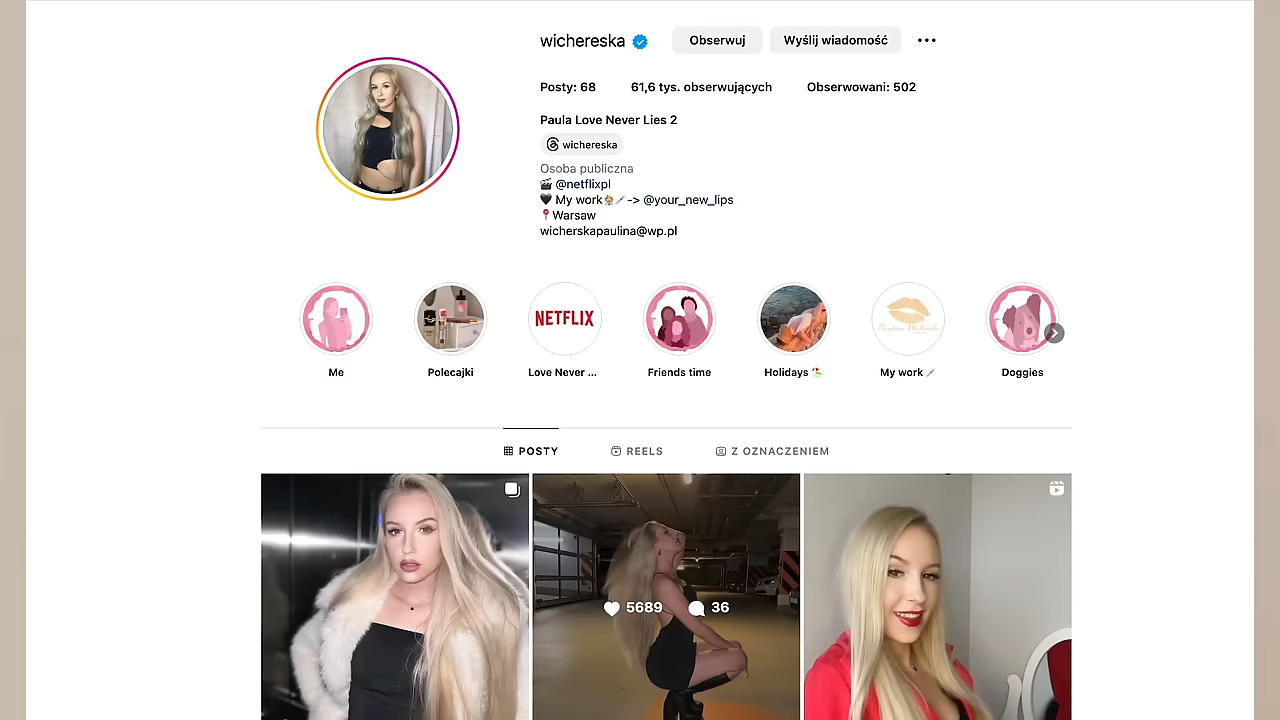 wichereska
Obserwuj
Wyślij wiadomość
Posty: 68
61,6 tys. obserwujących
Obserwowani: 502
Paula Love Never Lies 2
wichereska
Osoba publiczna
🎬 @netflixpl
🖤 My work👩🏼‍⚕️💉-> @your_new_lips
📍Warsaw
wicherskapaulina@wp.pl
NETFLIX
Me
Polecajki
Love Never ...
Friends time
Holidays 🏖️
My work 💉
Doggies
POSTY
REELS
Z OZNACZENIEM
5689
36